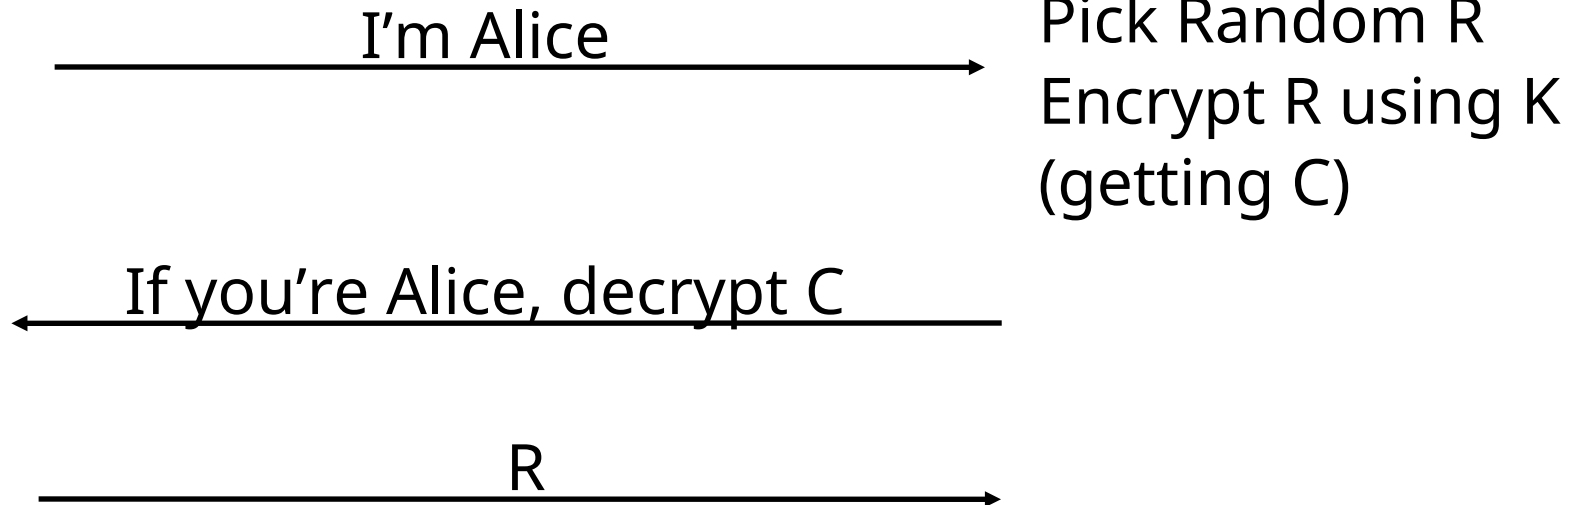 I’m Alice
Pick Random R
Encrypt R using K
(getting C)
If you’re Alice, decrypt C
R